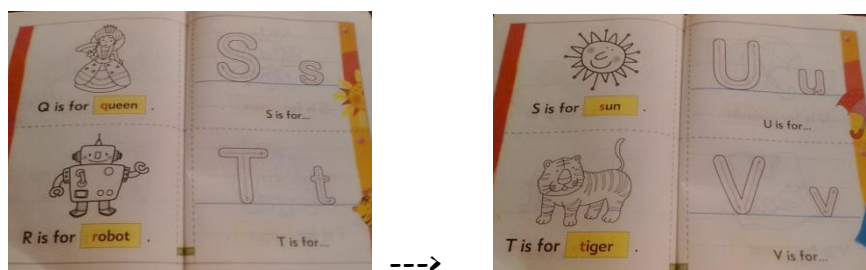 Q is for queen .
S s
S is for...
R is for robot .
T t
T is for...
S is for sun .
U u
U is for...
T is for tiger .
V v
V is for...